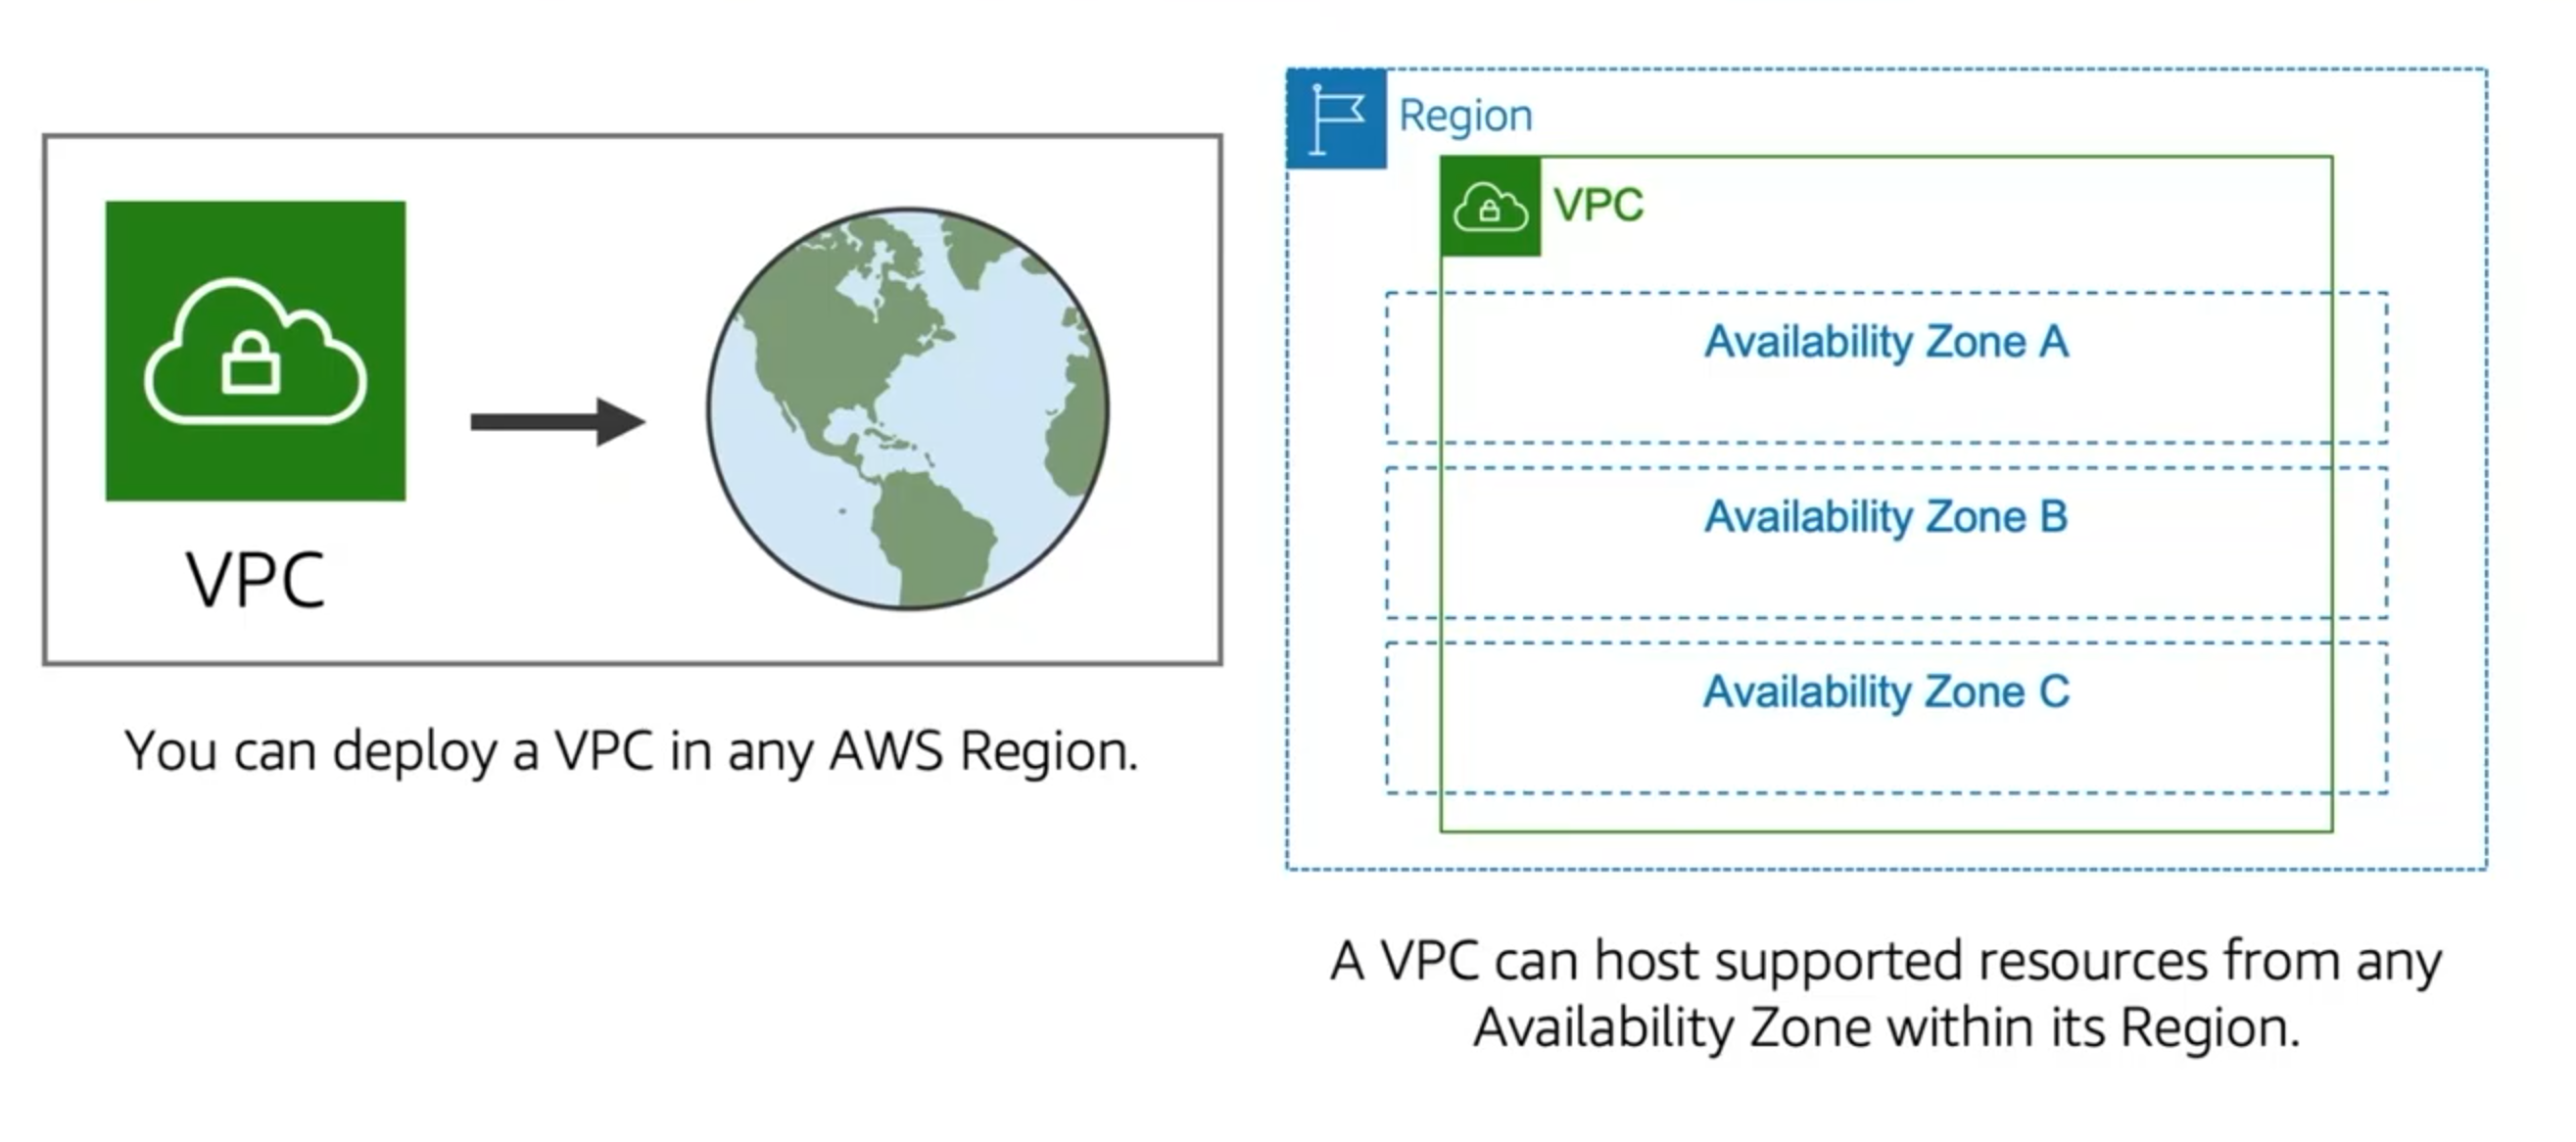 VPC
You can deploy a VPC in any AWS Region.
Region
VPC
Availability Zone A
Availability Zone B
Availability Zone C
A VPC can host supported resources from any
Availability Zone within its Region.